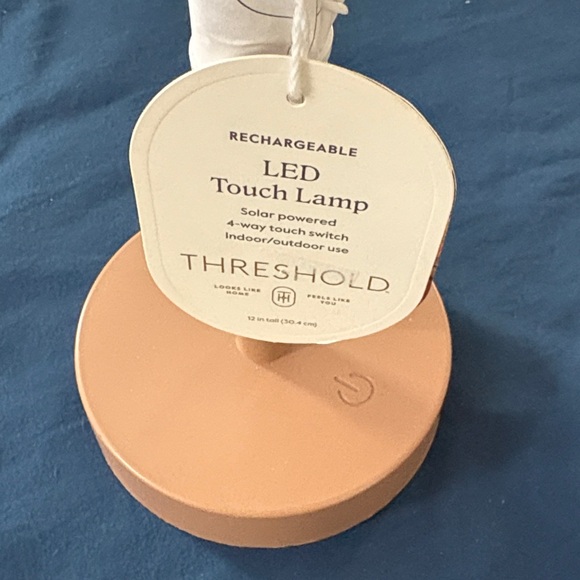 RECHARGEABLE
LED
Touch Lamp
Solar powered
4-way touch switch
Indoor/outdoor use
THRESHOLD™
LOOKS LIKE HOME
FEELS LIKE YOU
12 in tall (30.4 cm)